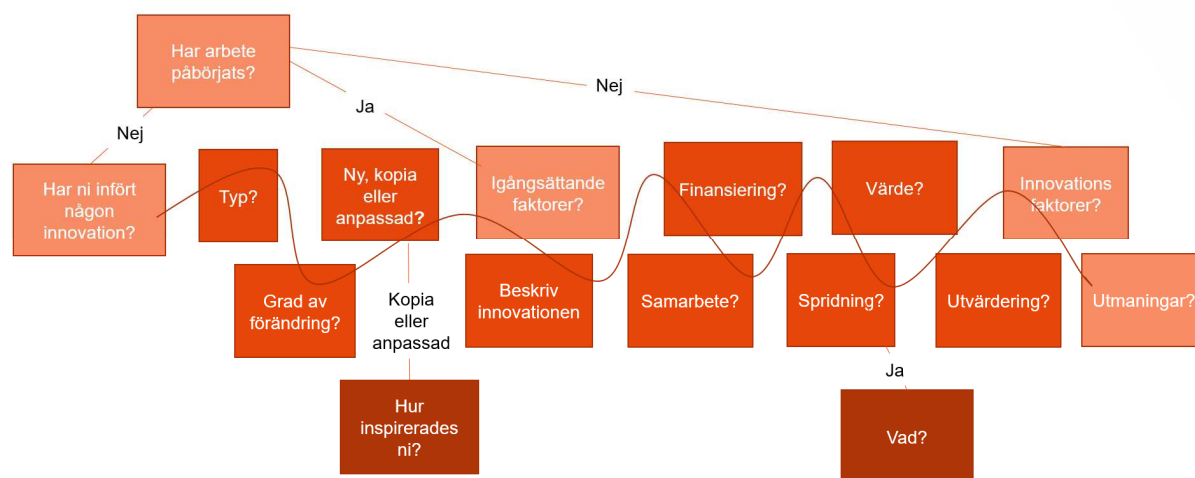 Har arbete
påbörjats?
Nej
Ja
Nej
Har ni infört
någon
innovation?
Typ?
Ny, kopia
eller
anpassad?
Igångsättande
faktorer?
Finansiering?
Värde?
Innovations
faktorer?
Grad av
förändring?
Kopia
eller
anpassad
Beskriv
innovationen
Samarbete?
Spridning?
Utvärdering?
Utmaningar?
Ja
Hur
inspirerades
ni?
Vad?